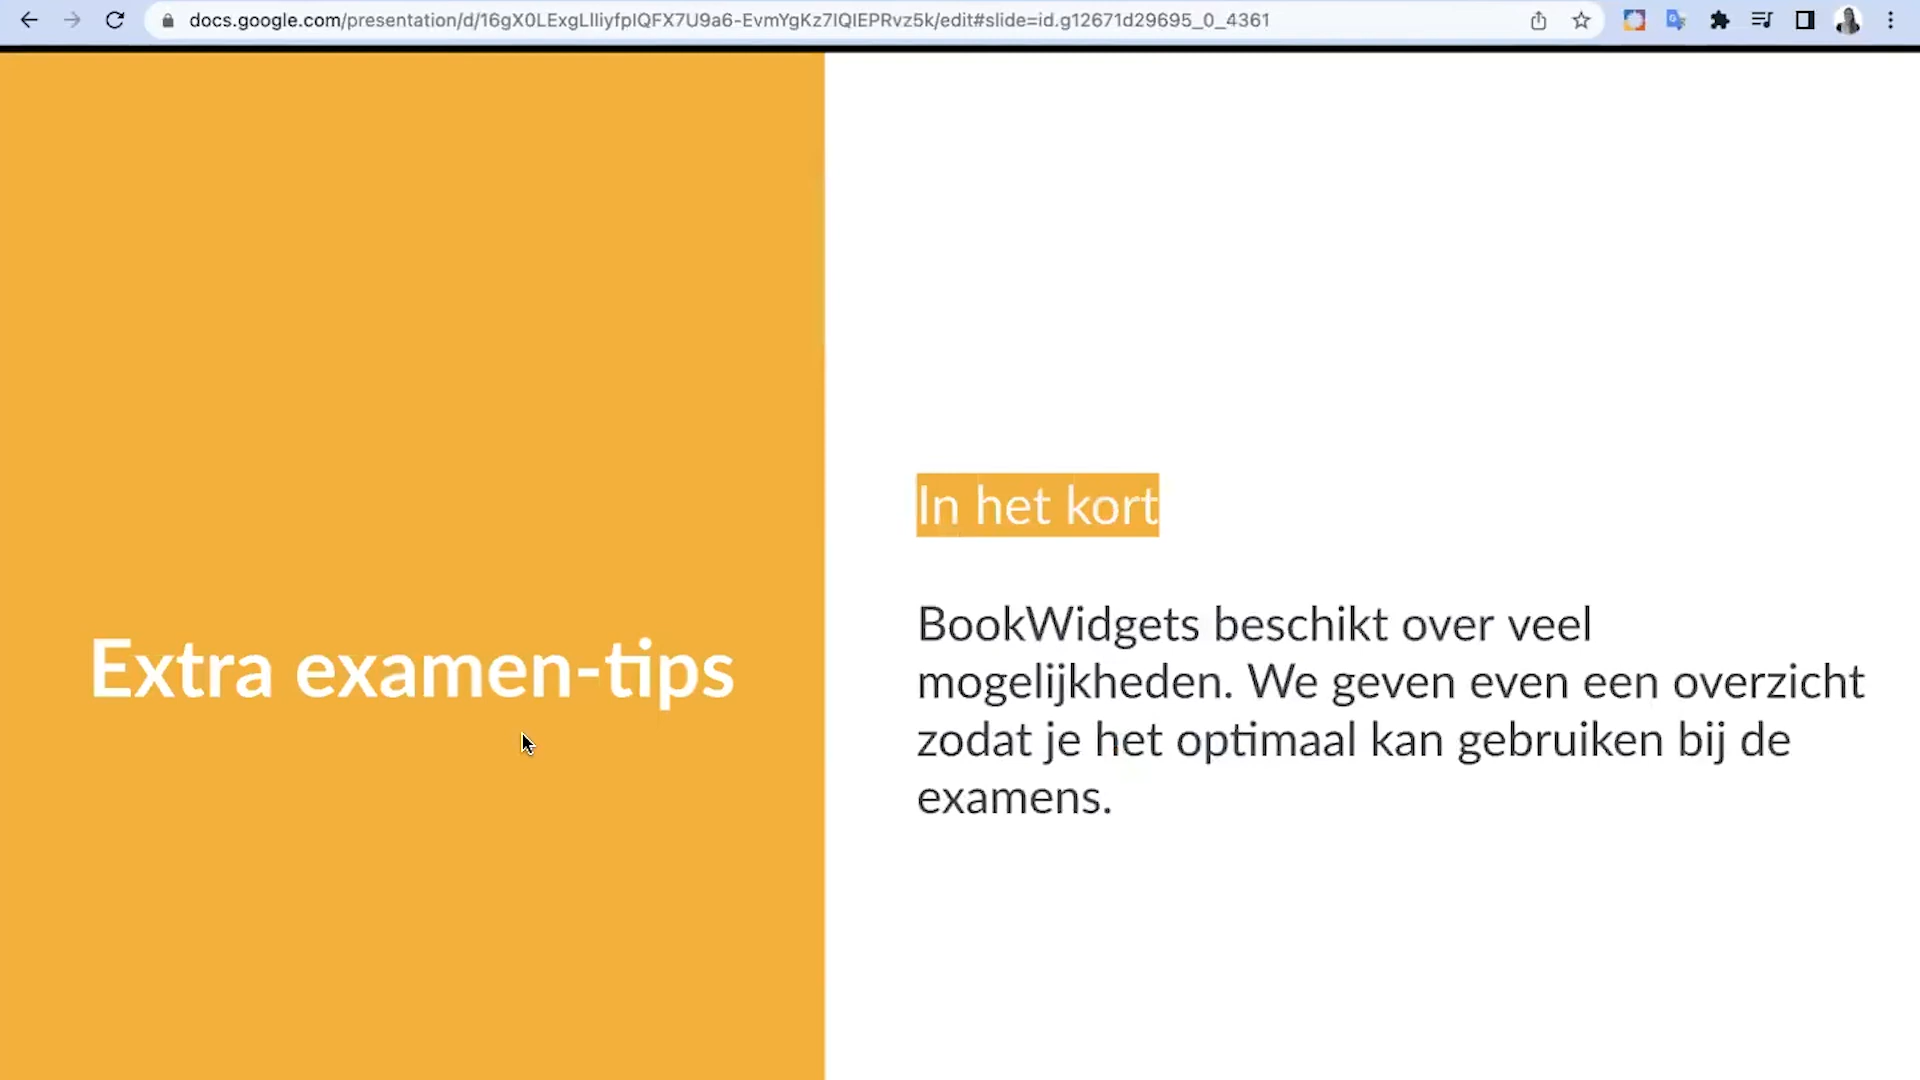 docs.google.com/presentation/d/16gX0LExgLlliyfpIQFX7U9a6-EvmYgKz7IQIEPRvz5k/edit#slide=id.g12671d29695_0_4361
In het kort
Extra examen-tips
BookWidgets beschikt over veel
mogelijkheden. We geven even een overzicht
zodat je het optimaal kan gebruiken bij de
examens.